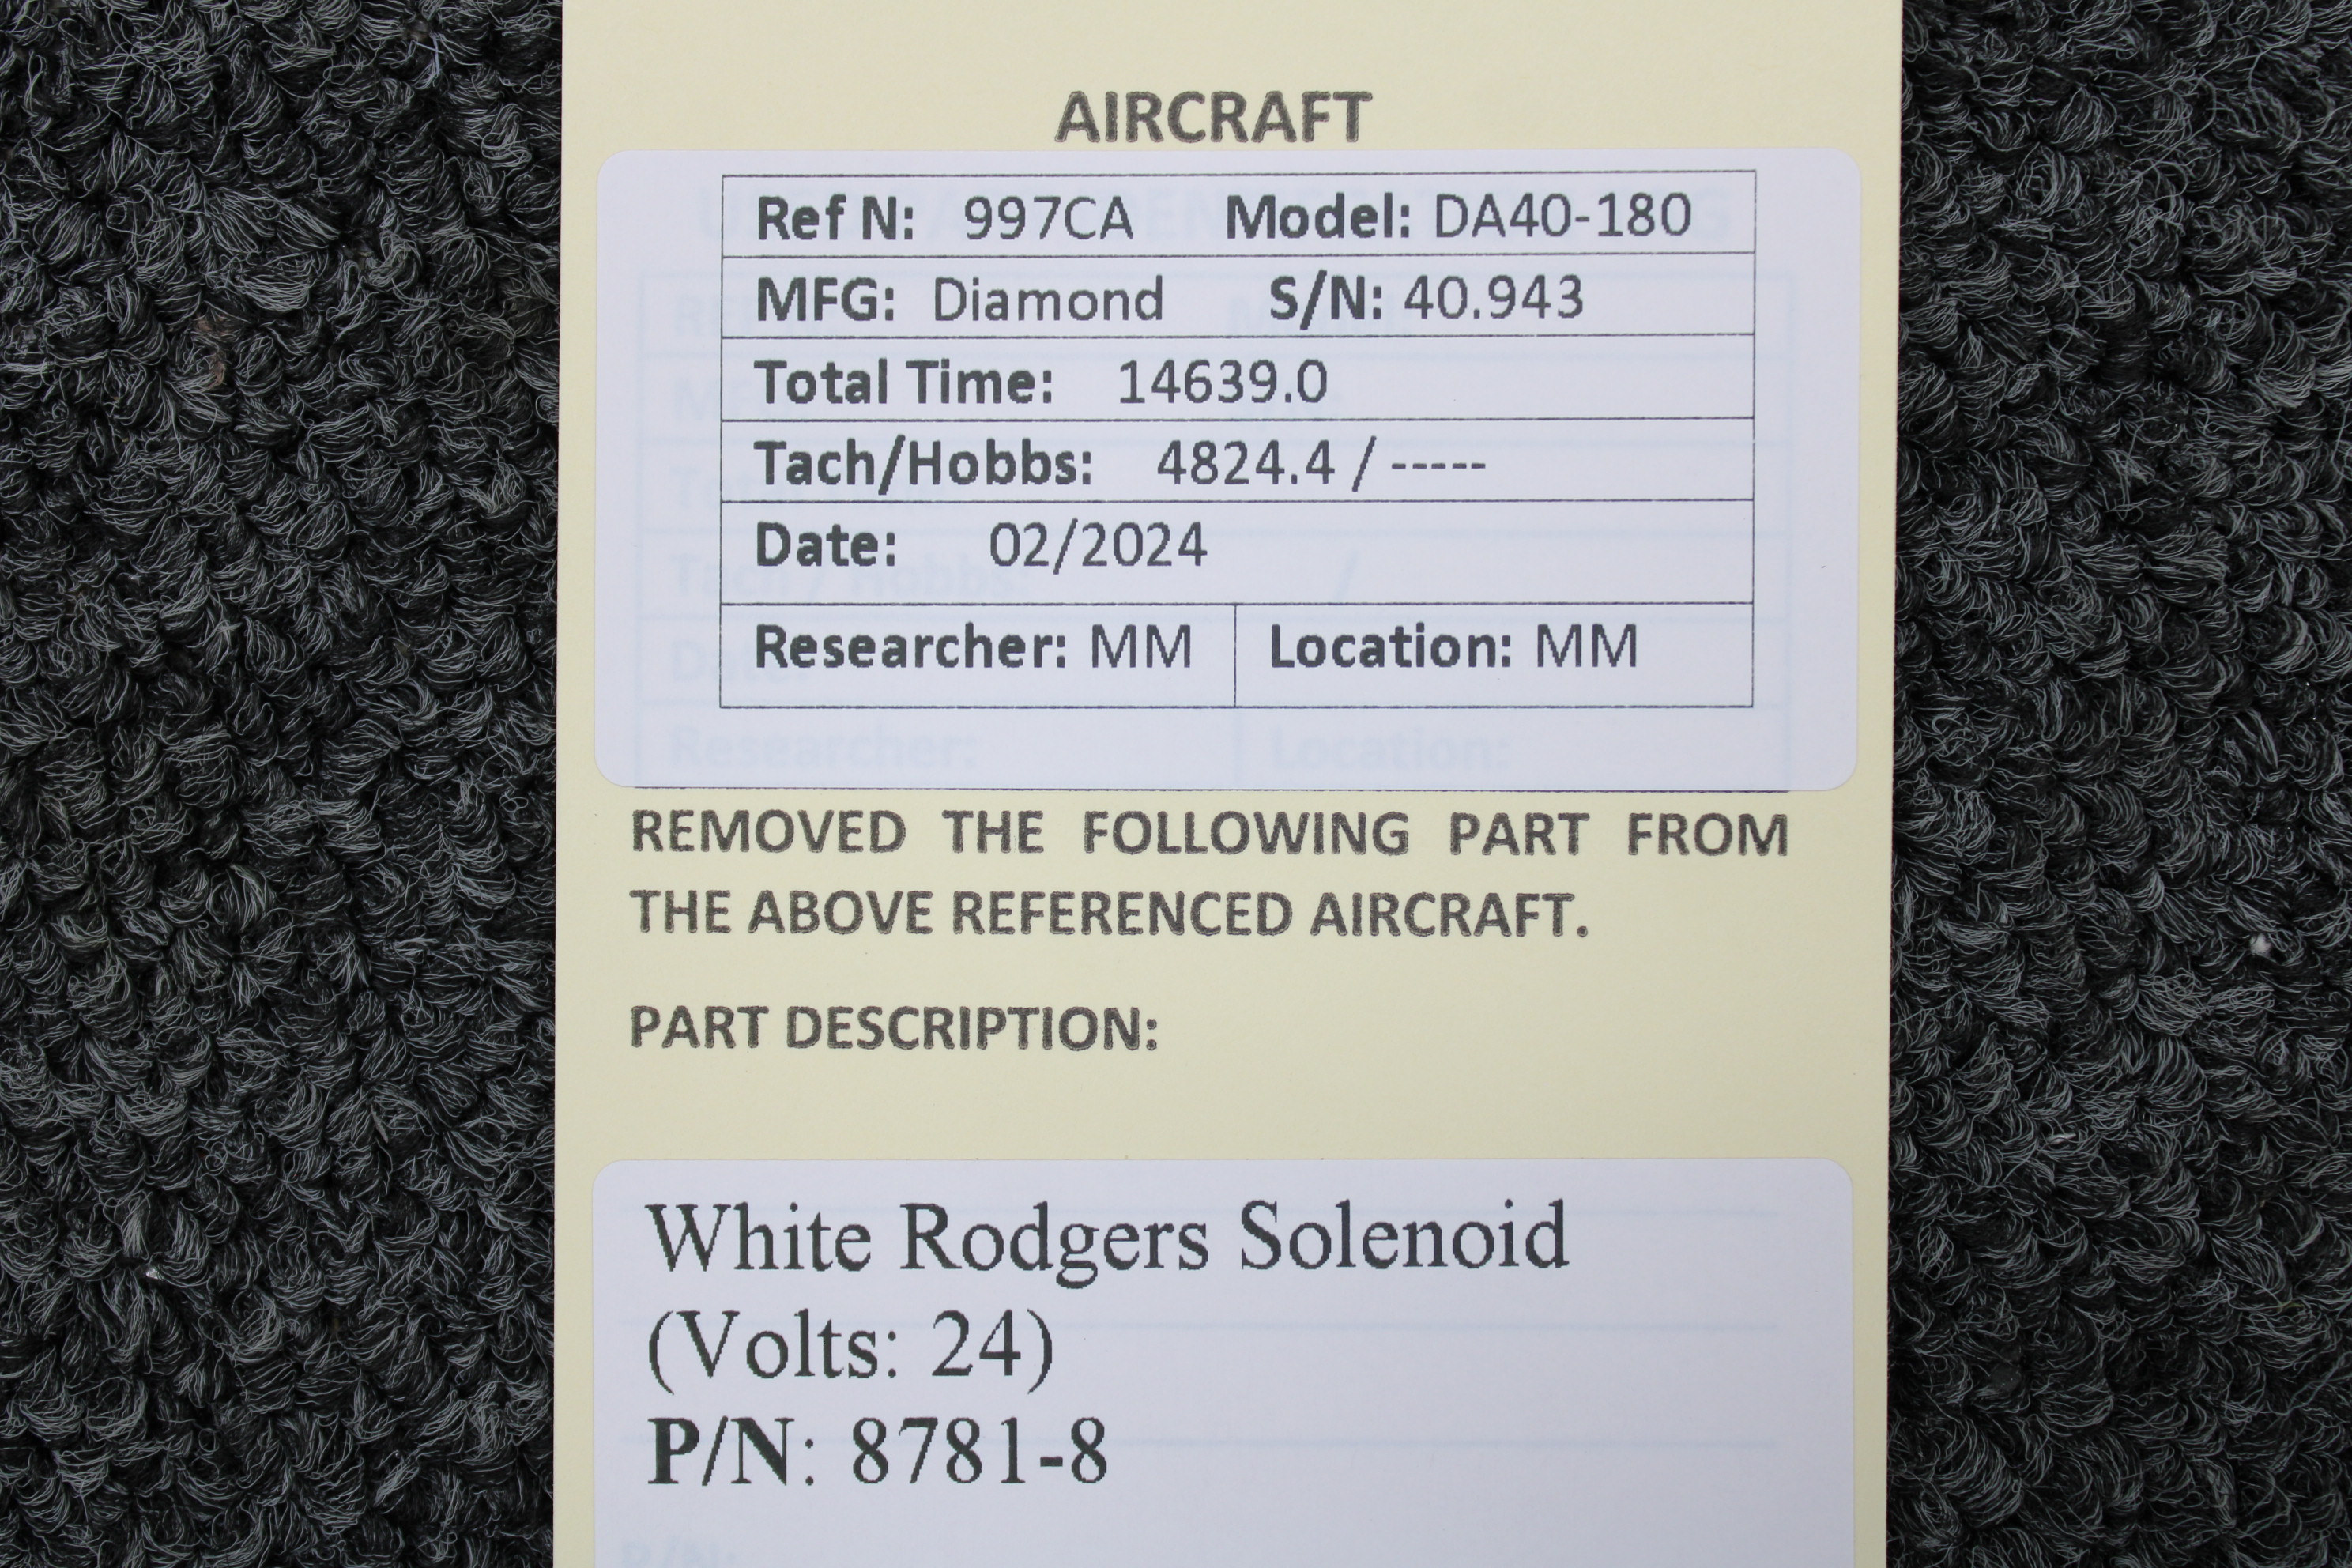 AIRCRAFT
Ref N: 997CA Model: DA40-180
MFG: Diamond S/N: 40.943
Total Time: 14639.0
Tach/Hobbs: 4824.4 / -----
Date: 02/2024
Researcher: MM Location: MM
Researcher: Location:
REMOVED THE FOLLOWING PART FROM
THE ABOVE REFERENCED AIRCRAFT.
PART DESCRIPTION:
White Rodgers Solenoid
(Volts: 24)
P/N: 8781-8
P/N: